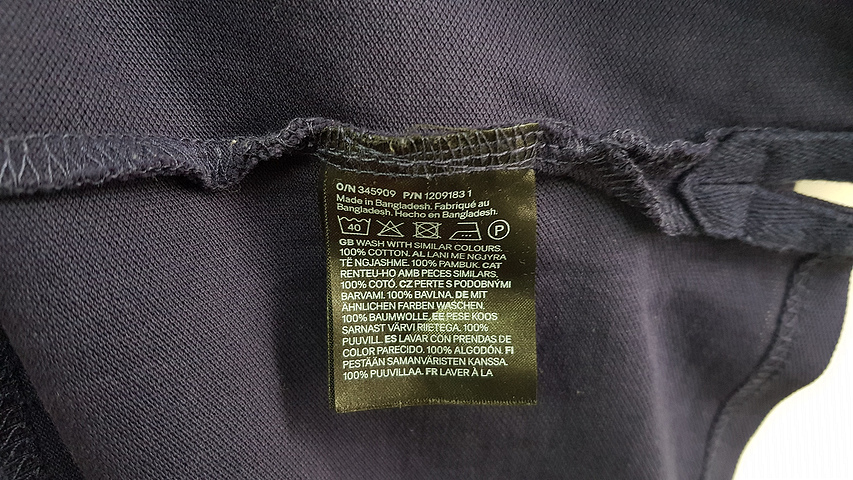 O/N 345909 P/N 1209183 1
Made in Bangladesh. Fabriqué au
Bangladesh. Hecho en Bangladesh.
40 P
GB WASH WITH SIMILAR COLOURS.
100% COTTON. AL LANI ME NGJYRA
TË NGJASHME. 100% PAMBUK. CAT
RENTEU-HO AMB PECES SIMILARS.
100% COTÓ. CZ PERTE S PODOBNÝMI
BARVAMI. 100% BAVLNA. DE MIT
ÄHNLICHEN FARBEN WASCHEN.
100% BAUMWOLLE. EE PESE KOOS
SARNAST VÄRVI RIIETEGA. 100%
PUUVILL. ES LAVAR CON PRENDAS DE
COLOR PARECIDO. 100% ALGODÓN. FI
PESTÄÄN SAMANVÄRISTEN KANSSA.
100% PUUVILLAA. FR LAVER À LA